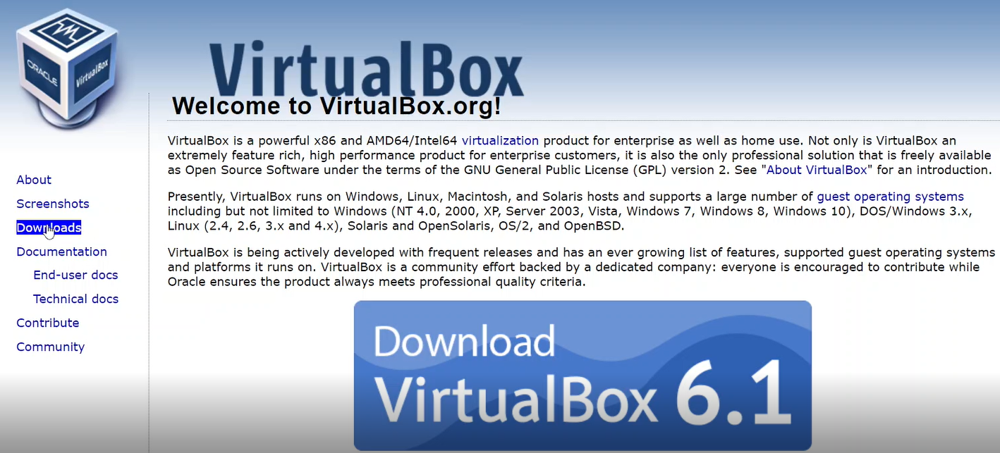 ORACLE
VirtualBox
VirtualBox
Welcome to VirtualBox.org!
VirtualBox is a powerful x86 and AMD64/Intel64 virtualization product for enterprise as well as home use. Not only is VirtualBox an
extremely feature rich, high performance product for enterprise customers, it is also the only professional solution that is freely available
as Open Source Software under the terms of the GNU General Public License (GPL) version 2. See "About VirtualBox" for an introduction.
Presently, VirtualBox runs on Windows, Linux, Macintosh, and Solaris hosts and supports a large number of guest operating systems
including but not limited to Windows (NT 4.0, 2000, XP, Server 2003, Vista, Windows 7, Windows 8, Windows 10), DOS/Windows 3.x,
Linux (2.4, 2.6, 3.x and 4.x), Solaris and OpenSolaris, OS/2, and OpenBSD.
VirtualBox is being actively developed with frequent releases and has an ever growing list of features, supported guest operating systems
and platforms it runs on. VirtualBox is a community effort backed by a dedicated company: everyone is encouraged to contribute while
Oracle ensures the product always meets professional quality criteria.
About
Screenshots
Downloads
Documentation
End-user docs
Technical docs
Contribute
Community
Download
VirtualBox 6.1